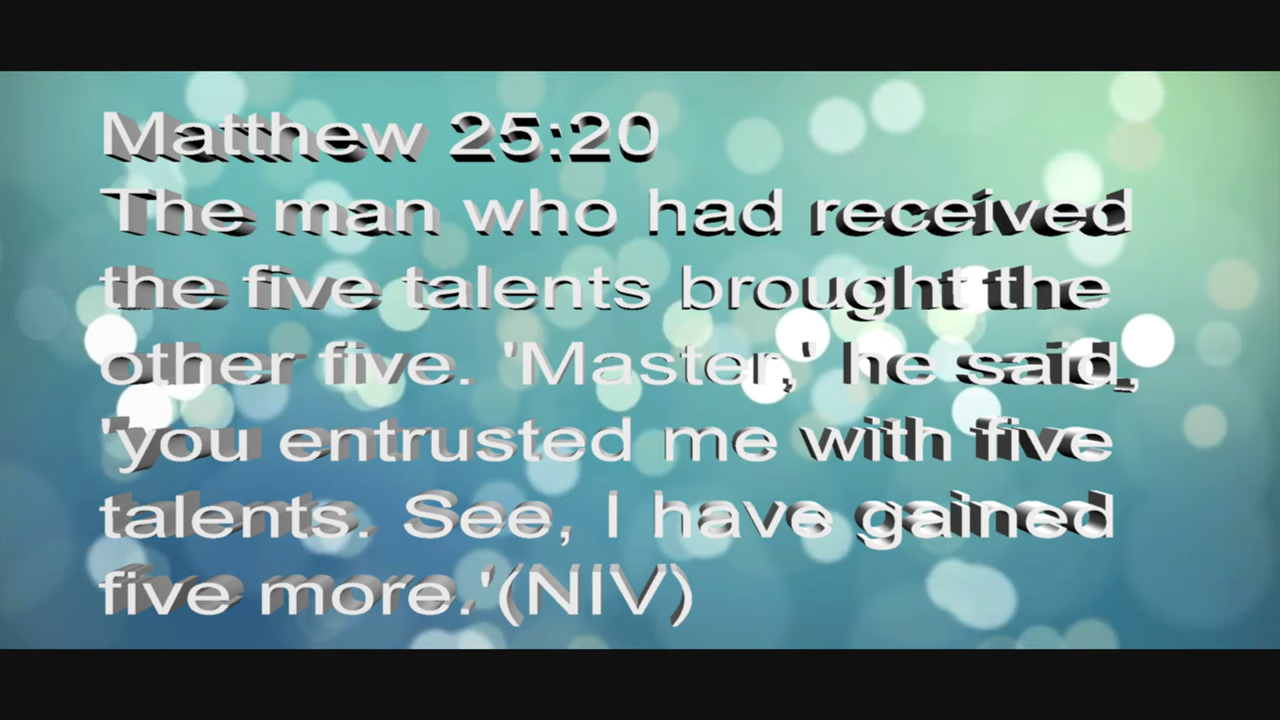 Matthew 25:20
The man who had received
the five talents brought the
other five. 'Master,' he said,
'you entrusted me with five
talents. See, I have gained
five more.'(NIV)